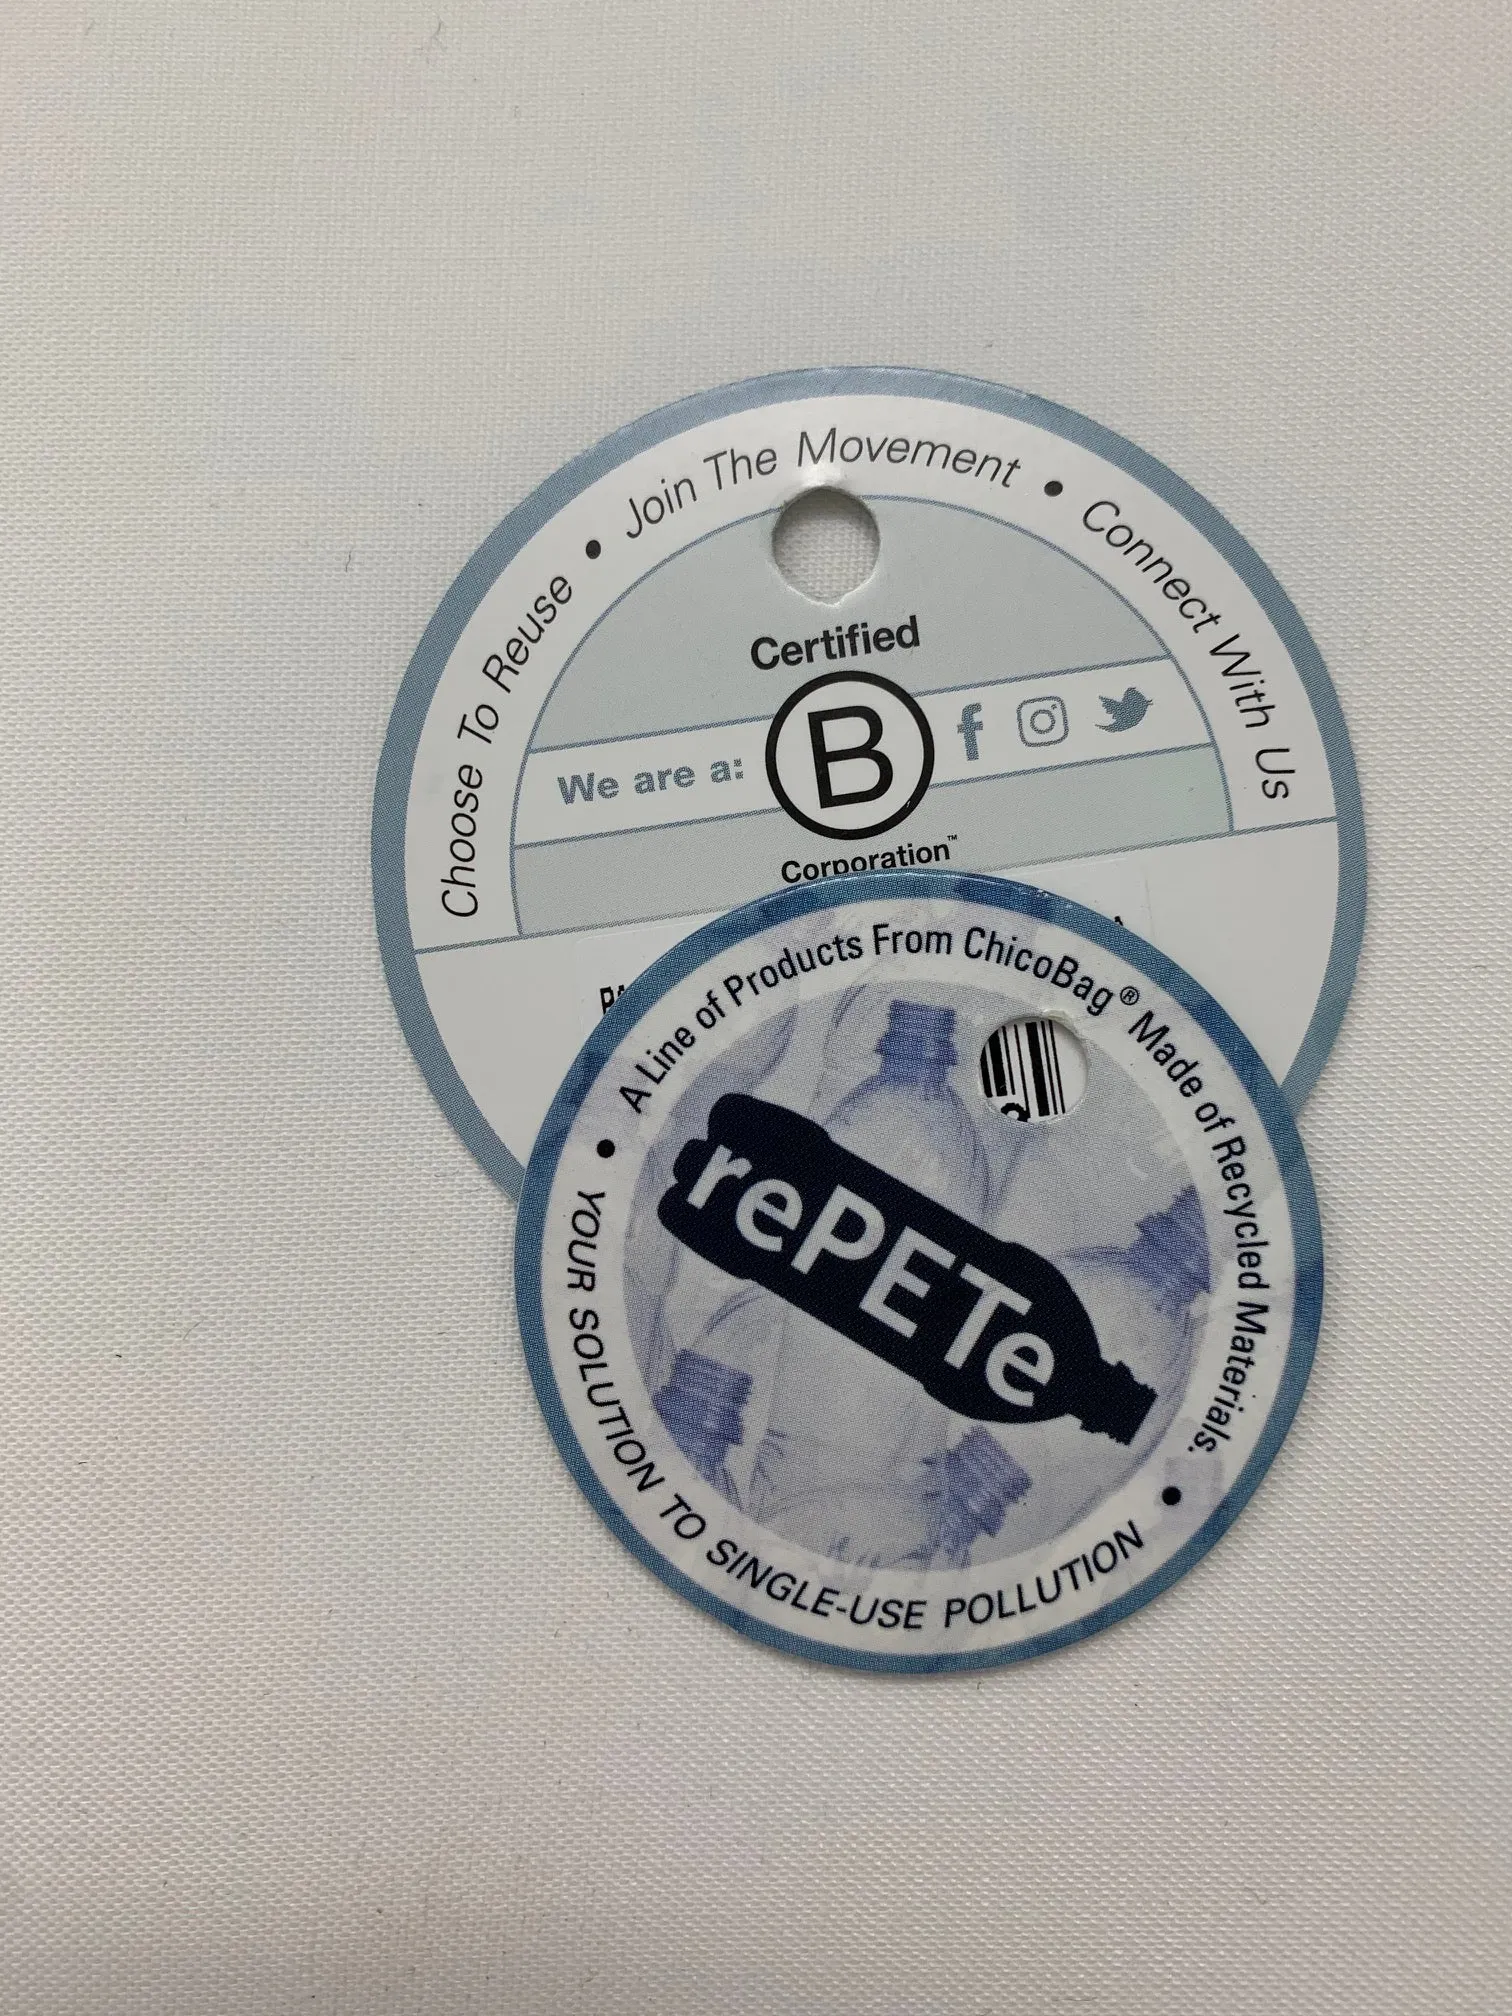 Choose To Reuse • Join The Movement • Connect With Us
Certified
We are a:
B
Corporation™
A Line of Products From ChicoBag® Made of Recycled Materials.
rePETe
• YOUR SOLUTION TO SINGLE-USE POLLUTION •